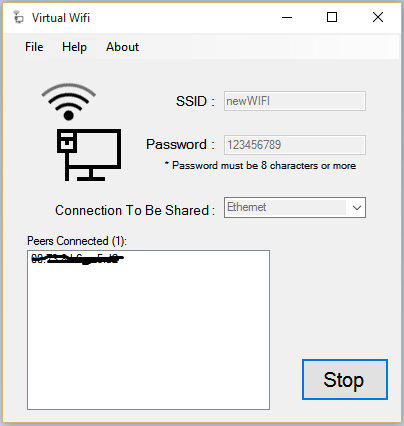 Virtual Wifi
File Help About
SSID : newWIFI
Password : 123456789
* Password must be 8 characters or more
Connection To Be Shared : Ethernet
Peers Connected (1):
Stop